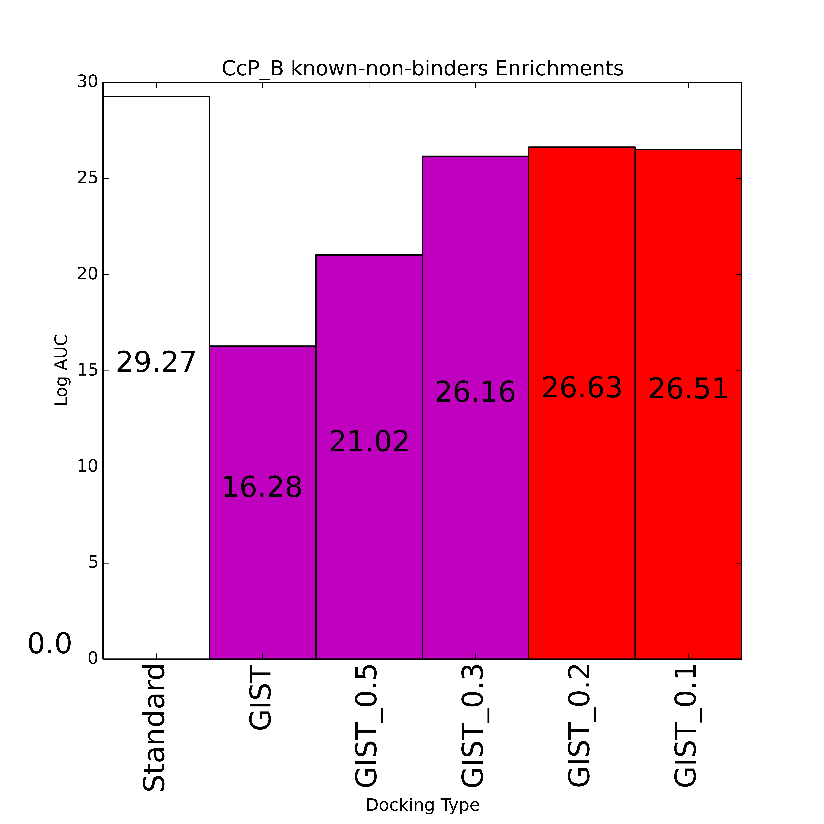 CcP_B known-non-binders Enrichments
30
25
20
15
10
5
0
Log AUC
0.0
29.27
16.28
21.02
26.16
26.63
26.51
Standard
GIST
GIST_0.5
GIST_0.3
GIST_0.2
GIST_0.1
Docking Type